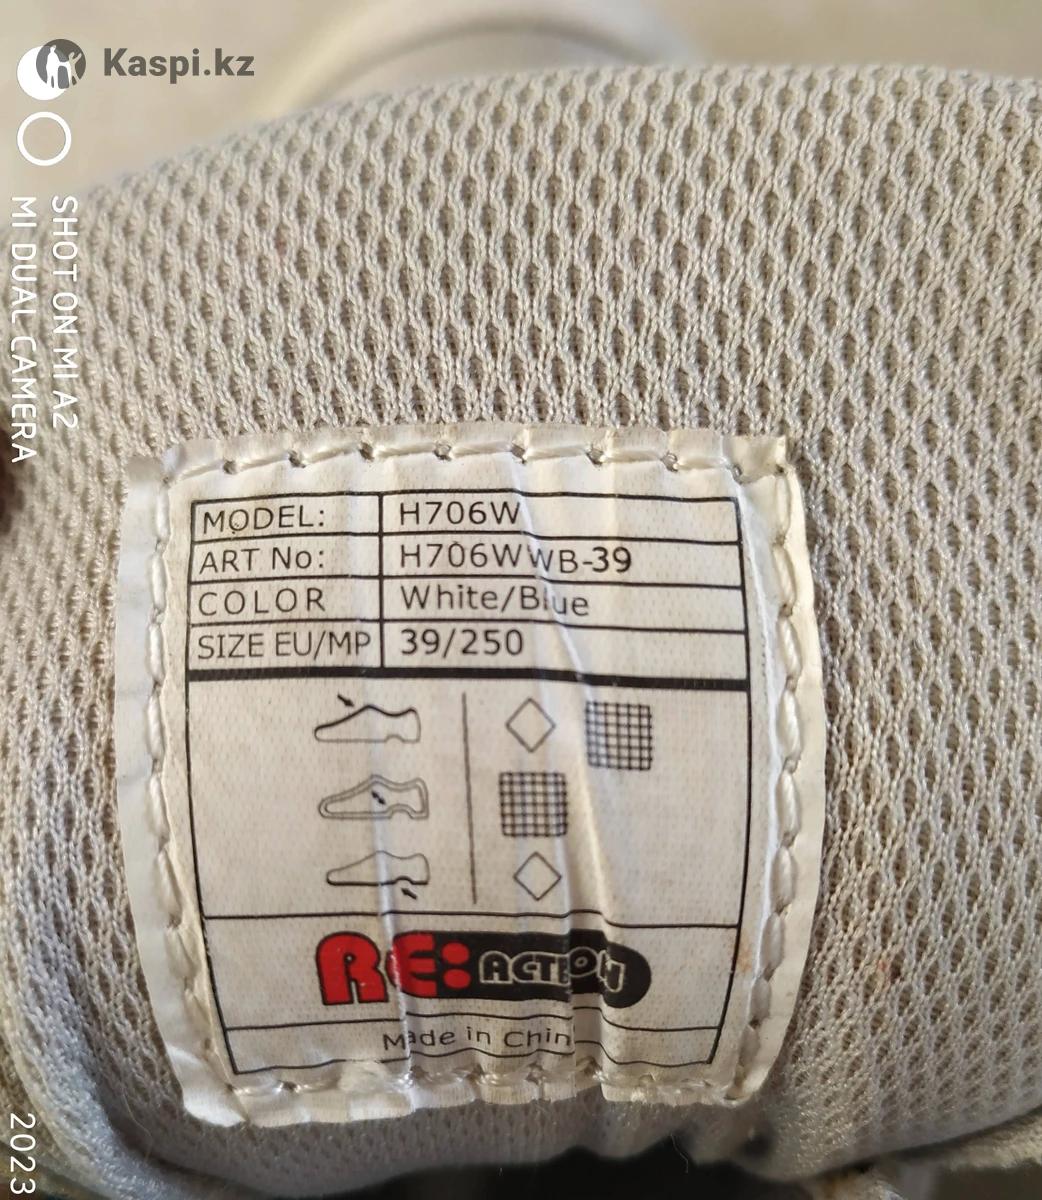 Kaspi.kz
SHOT ON MI A2
MI DUAL CAMERA
MODEL: H706W
ART No: H706WWB-39
COLOR White/Blue
SIZE EU/MP 39/250
RE:ACTION
Made in Chin
2023